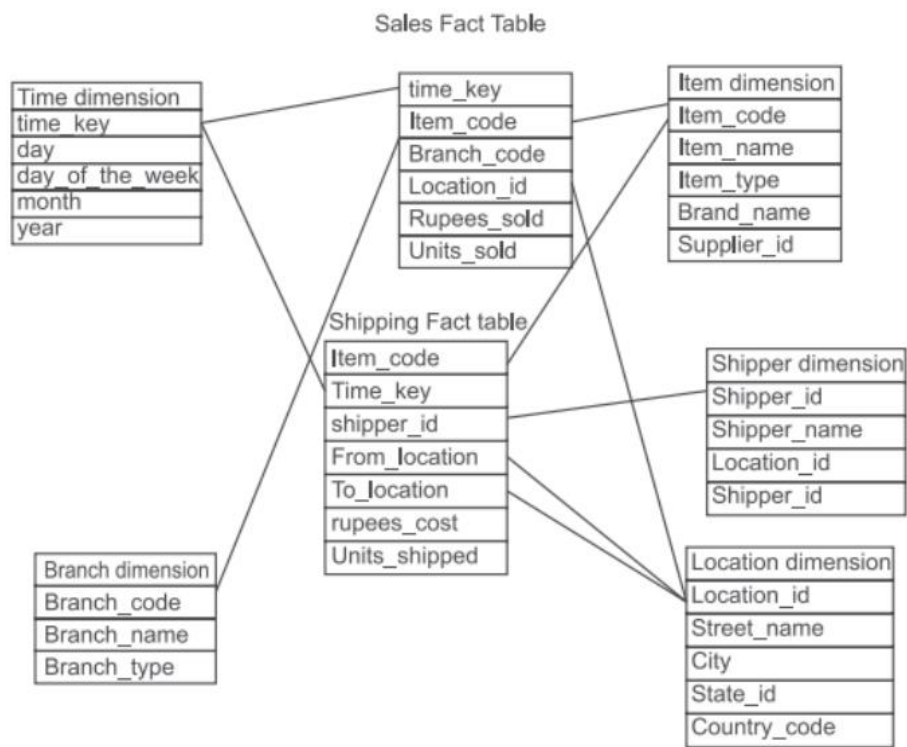 Sales Fact Table
Time dimension
time_key
day
day_of_the_week
month
year
time_key
Item_code
Branch_code
Location_id
Rupees_sold
Units_sold
Item dimension
Item_code
Item_name
Item_type
Brand_name
Supplier_id
Shipping Fact table
Item_code
Time_key
shipper_id
From_location
To_location
rupees_cost
Units_shipped
Shipper dimension
Shipper_id
Shipper_name
Location_id
Shipper_id
Branch dimension
Branch_code
Branch_name
Branch_type
Location dimension
Location_id
Street_name
City
State_id
Country_code